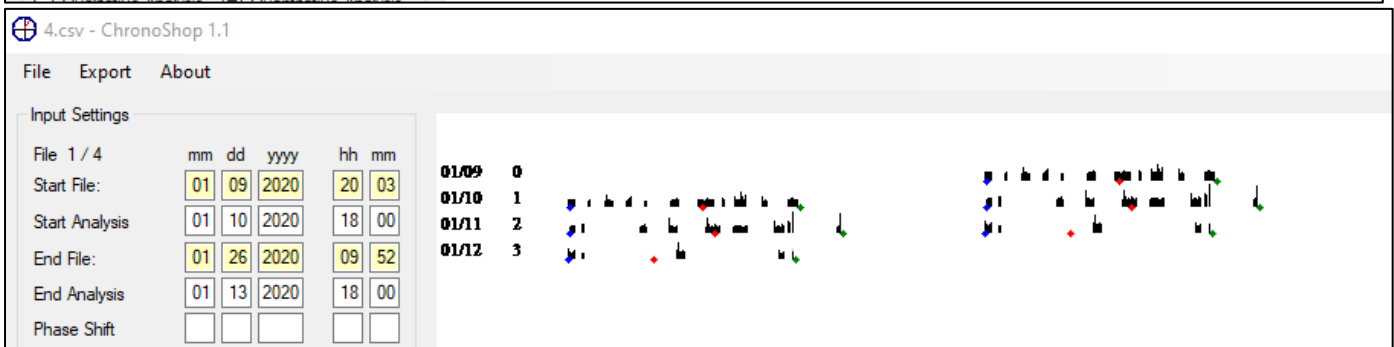 4.csv - ChronoShop 1.1
File Export About
Input Settings
File 1 / 4 mm dd yyyy hh mm
Start File: 01 09 2020 20 03
Start Analysis 01 10 2020 18 00
End File: 01 26 2020 09 52
End Analysis 01 13 2020 18 00
Phase Shift
01/09 0
01/10 1
01/11 2
01/12 3